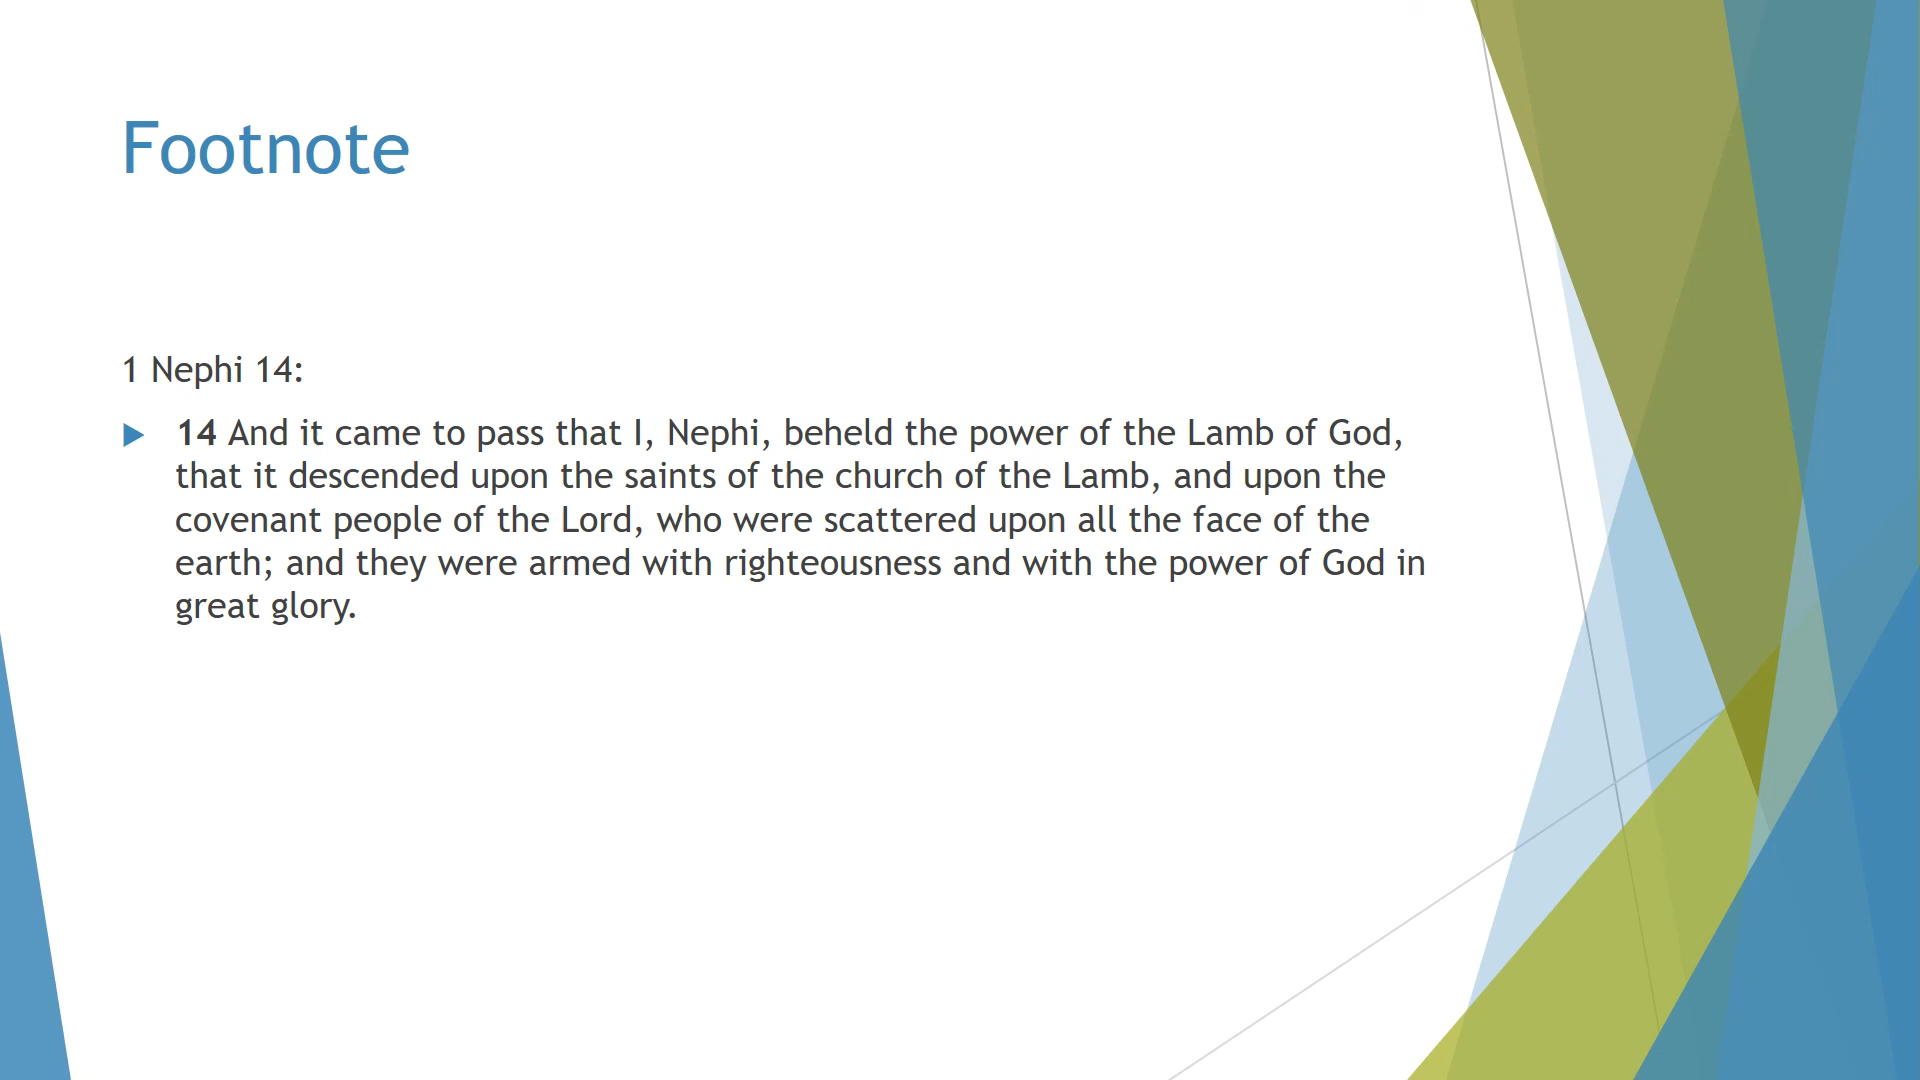 Footnote
1 Nephi 14:
14 And it came to pass that I, Nephi, beheld the power of the Lamb of God,
that it descended upon the saints of the church of the Lamb, and upon the
covenant people of the Lord, who were scattered upon all the face of the
earth; and they were armed with righteousness and with the power of God in
great glory.